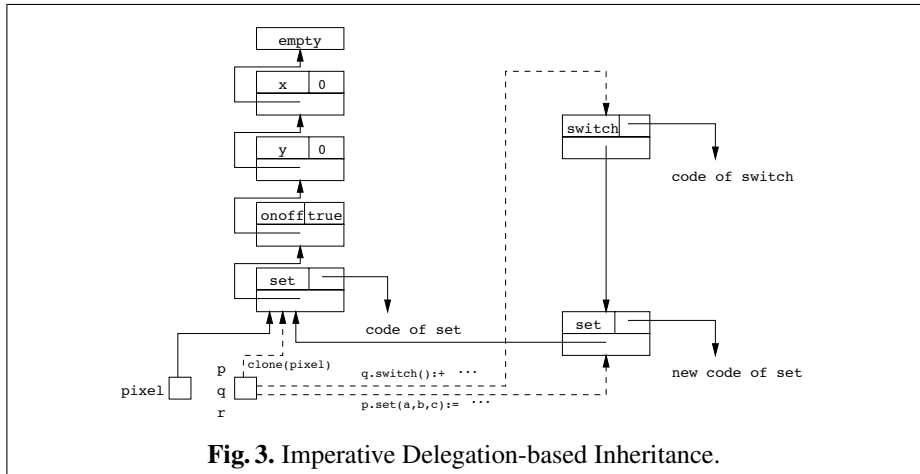 empty
x 0
y 0
onoff true
set
code of set
switch
code of switch
set
new code of set
pixel
p
q
r
clone(pixel)
q.switch():+ ...
p.set(a,b,c):= ...
Fig. 3. Imperative Delegation-based Inheritance.